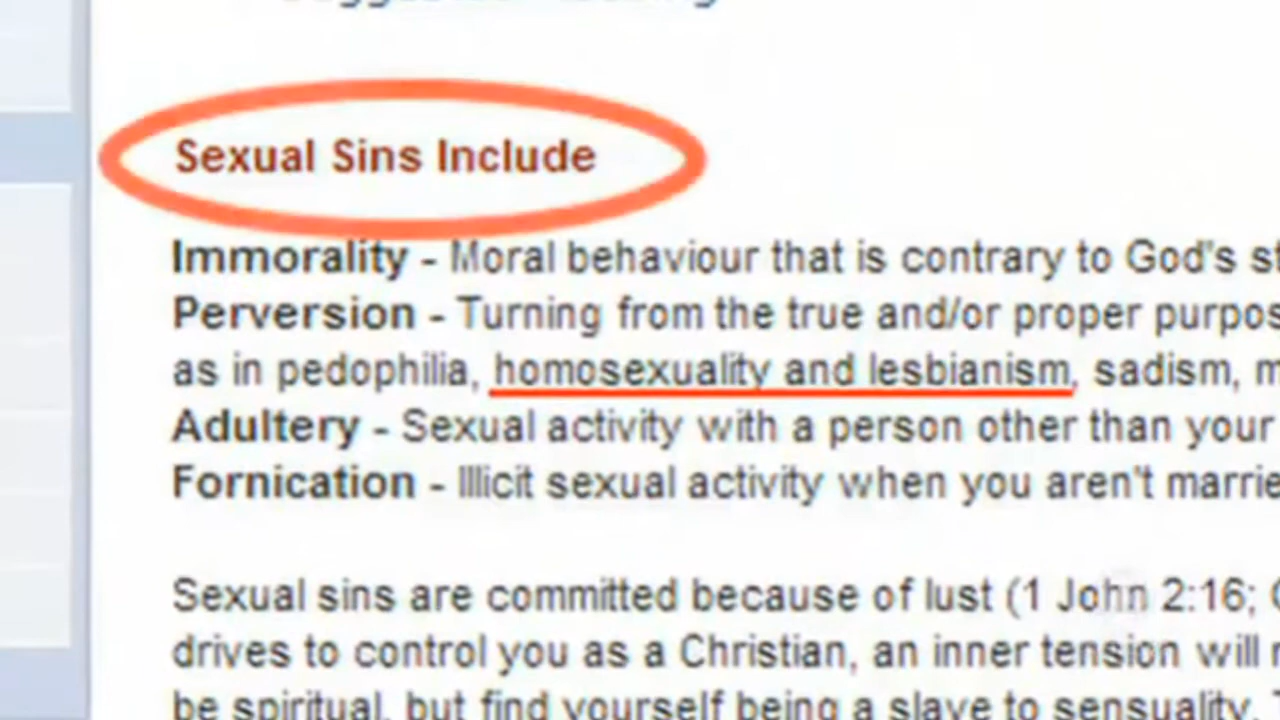 Sexual Sins Include
Immorality - Moral behaviour that is contrary to God's
Perversion - Turning from the true and/or proper
as in pedophilia, homosexuality and lesbianism, sadism,
Adultery - Sexual activity with a person other than your
Fornication - Illicit sexual activity when you aren't
Sexual sins are committed because of lust (1 John 2:16;
drives to control you as a Christian, an inner tension will
be spiritual, but find yourself being a slave to sensuality.